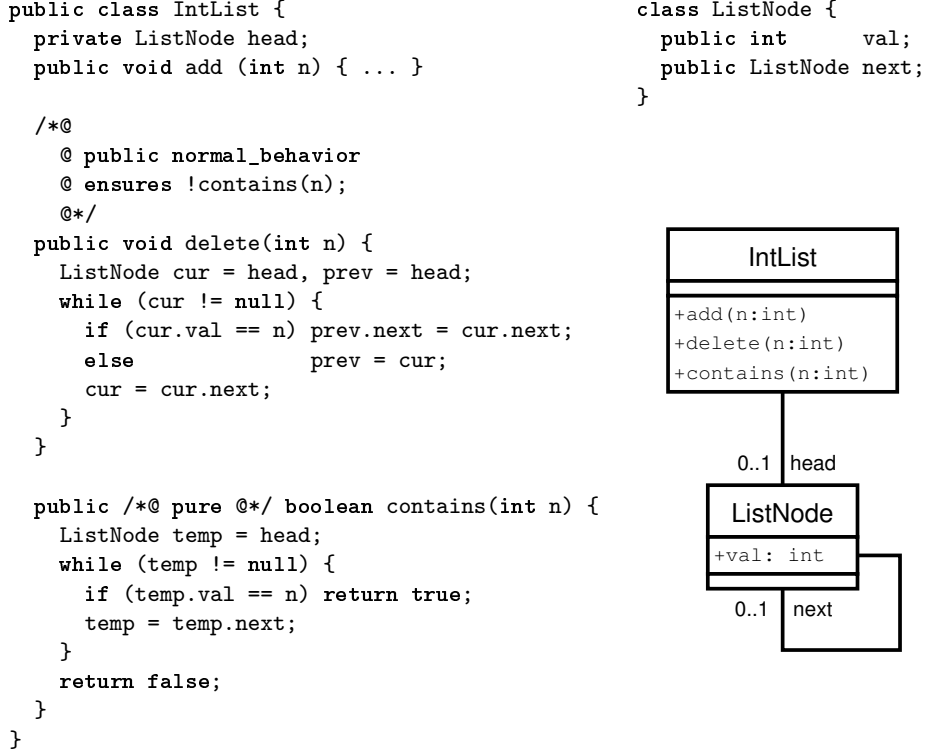 public class IntList {
  private ListNode head;
  public void add (int n) { ... }

  /*@
    @ public normal_behavior
    @ ensures !contains(n);
    @*/
  public void delete(int n) {
    ListNode cur = head, prev = head;
    while (cur != null) {
      if (cur.val == n) prev.next = cur.next;
      else              prev = cur;
      cur = cur.next;
    }
  }

  public /*@ pure @*/ boolean contains(int n) {
    ListNode temp = head;
    while (temp != null) {
      if (temp.val == n) return true;
      temp = temp.next;
    }
    return false;
  }
}
class ListNode {
  public int      val;
  public ListNode next;
}
IntList
+add(n:int)
+delete(n:int)
+contains(n:int)
0..1 head
ListNode
+val: int
0..1 next